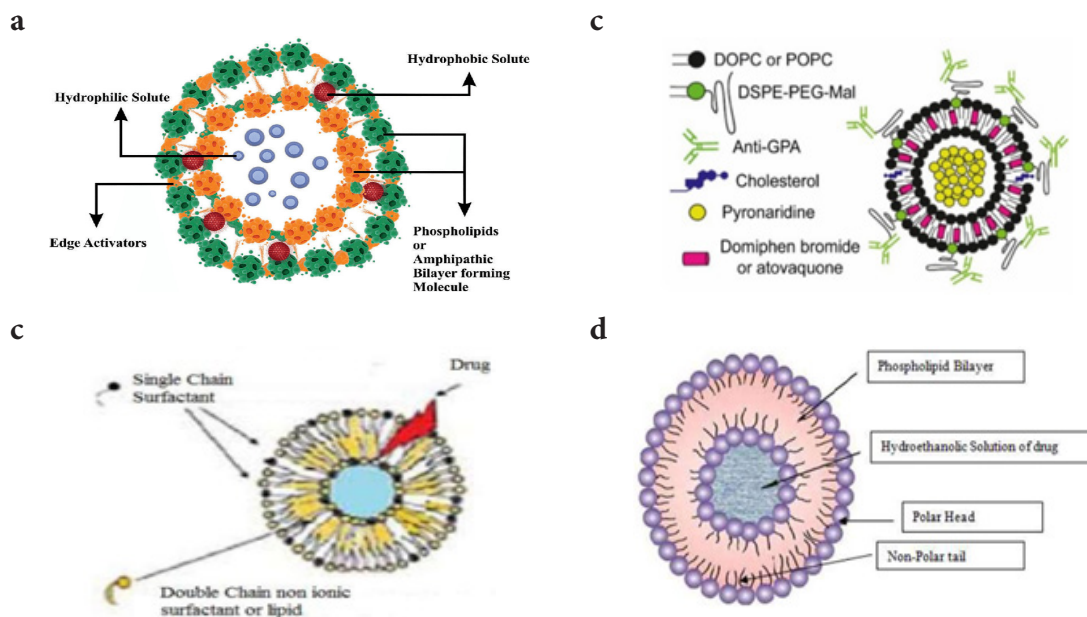 a
Hydrophobic Solute
Hydrophilic Solute
Edge Activators
Phospholipids
or
Amphipathic
Bilayer forming
Molecule
c
DOPC or POPC
DSPE-PEG-Mal
Anti-GPA
Cholesterol
Pyronaridine
Domiphen bromide
or atovaquone
c
Drug
Single Chain
Surfactant
Double Chain non ionic
surfactant or lipid
d
Phospholipid Bilayer
Hydroethanolic Solution of drug
Polar Head
Non-Polar tail